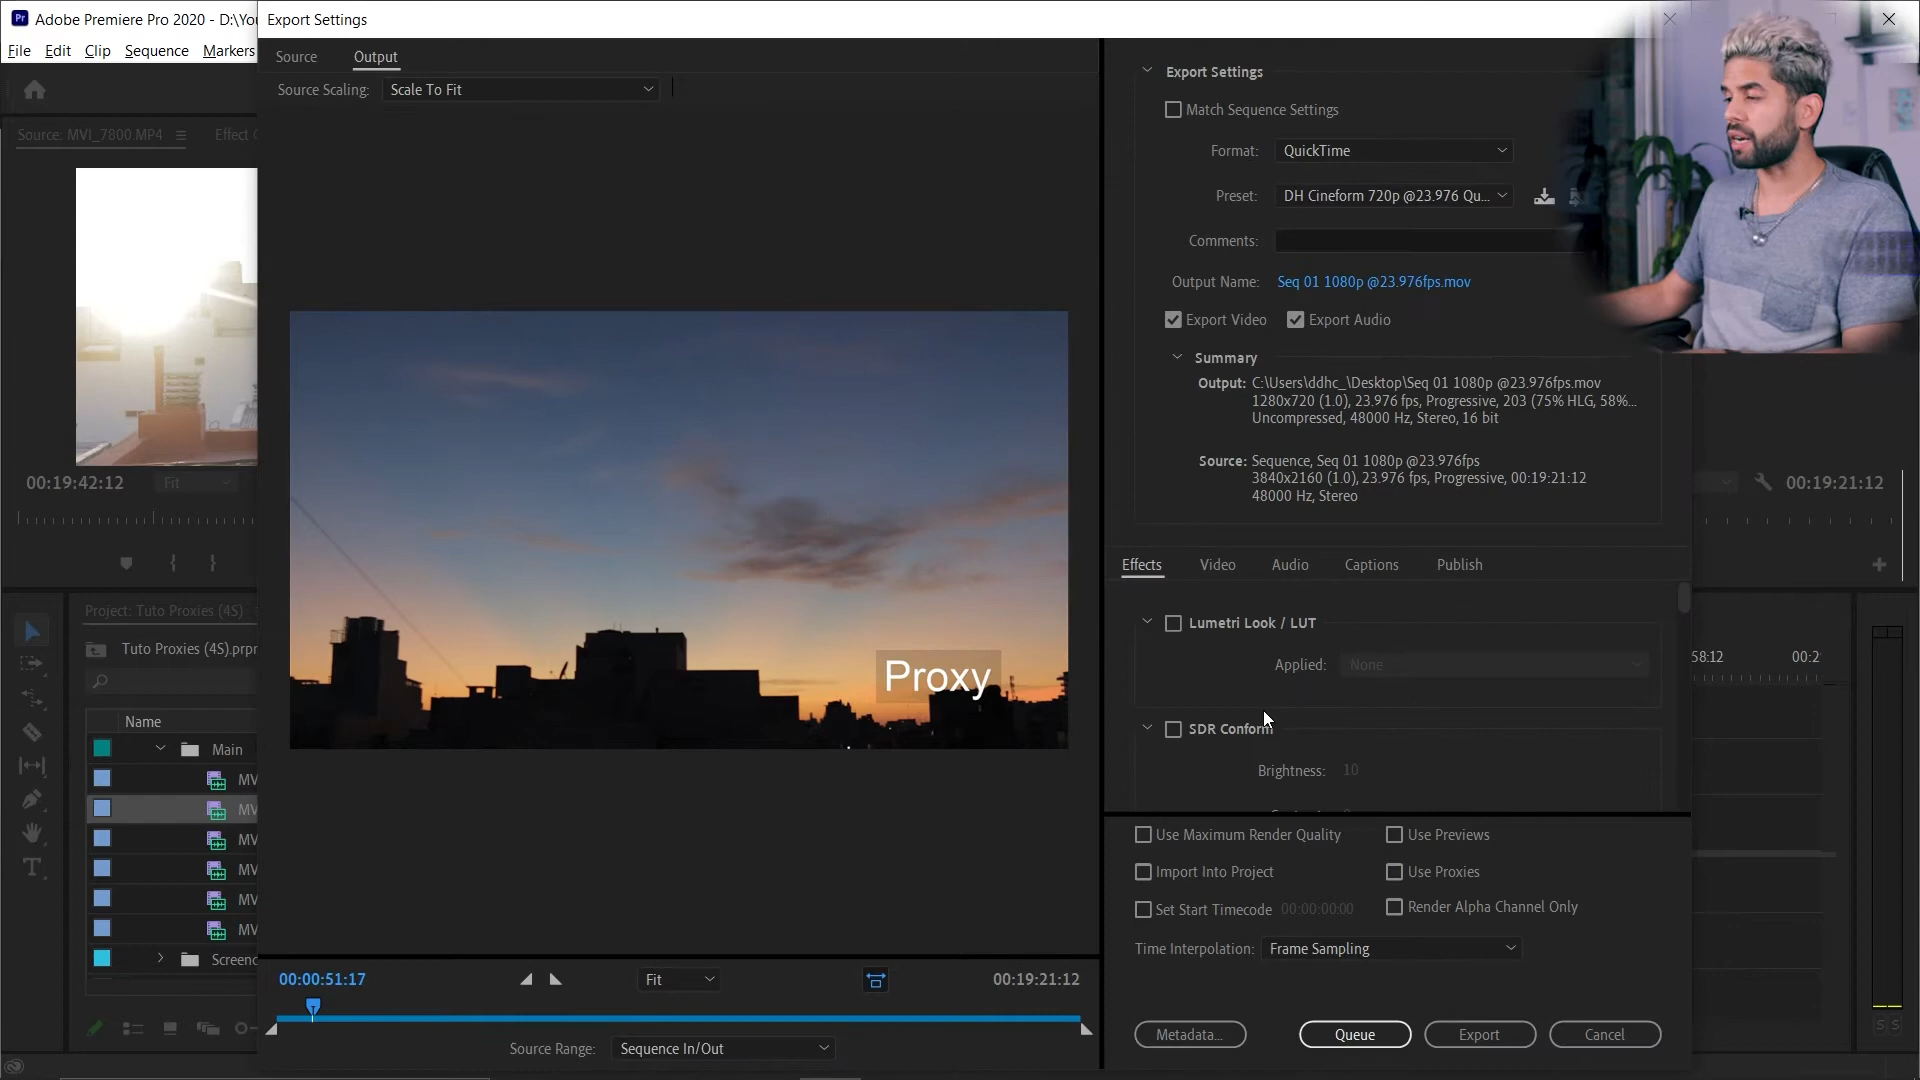 Adobe Premiere Pro 2020 - D:\You
File Edit Clip Sequence Markers
Source: MVI_7800.MP4
Effect
00:19:42:12
Fit
Project: Tuto Proxies (4S)
Tuto Proxies (4S).prpr
Name
Main
MV
MV
MV
MV
MV
MV
Screenc
Export Settings
Source Output
Source Scaling: Scale To Fit
Proxy
00:00:51:17
Fit
00:19:21:12
Source Range: Sequence In/Out
Export Settings
Match Sequence Settings
Format: QuickTime
Preset: DH Cineform 720p @23.976 Qu...
Comments:
Output Name: Seq 01 1080p @23.976fps.mov
Export Video Export Audio
Summary
Output: C:\Users\ddhc_\Desktop\Seq 01 1080p @23.976fps.mov
1280x720 (1.0), 23.976 fps, Progressive, 203 (75% HLG, 58%...
Uncompressed, 48000 Hz, Stereo, 16 bit
Source: Sequence, Seq 01 1080p @23.976fps
3840x2160 (1.0), 23.976 fps, Progressive, 00:19:21:12
48000 Hz, Stereo
Effects Video Audio Captions Publish
Lumetri Look / LUT
Applied: None
SDR Conform
Brightness: 10
Use Maximum Render Quality Use Previews
Import Into Project Use Proxies
Set Start Timecode 00:00:00:00 Render Alpha Channel Only
Time Interpolation: Frame Sampling
Metadata... Queue Export Cancel
00:19:21:12
58:12 00:2
S S